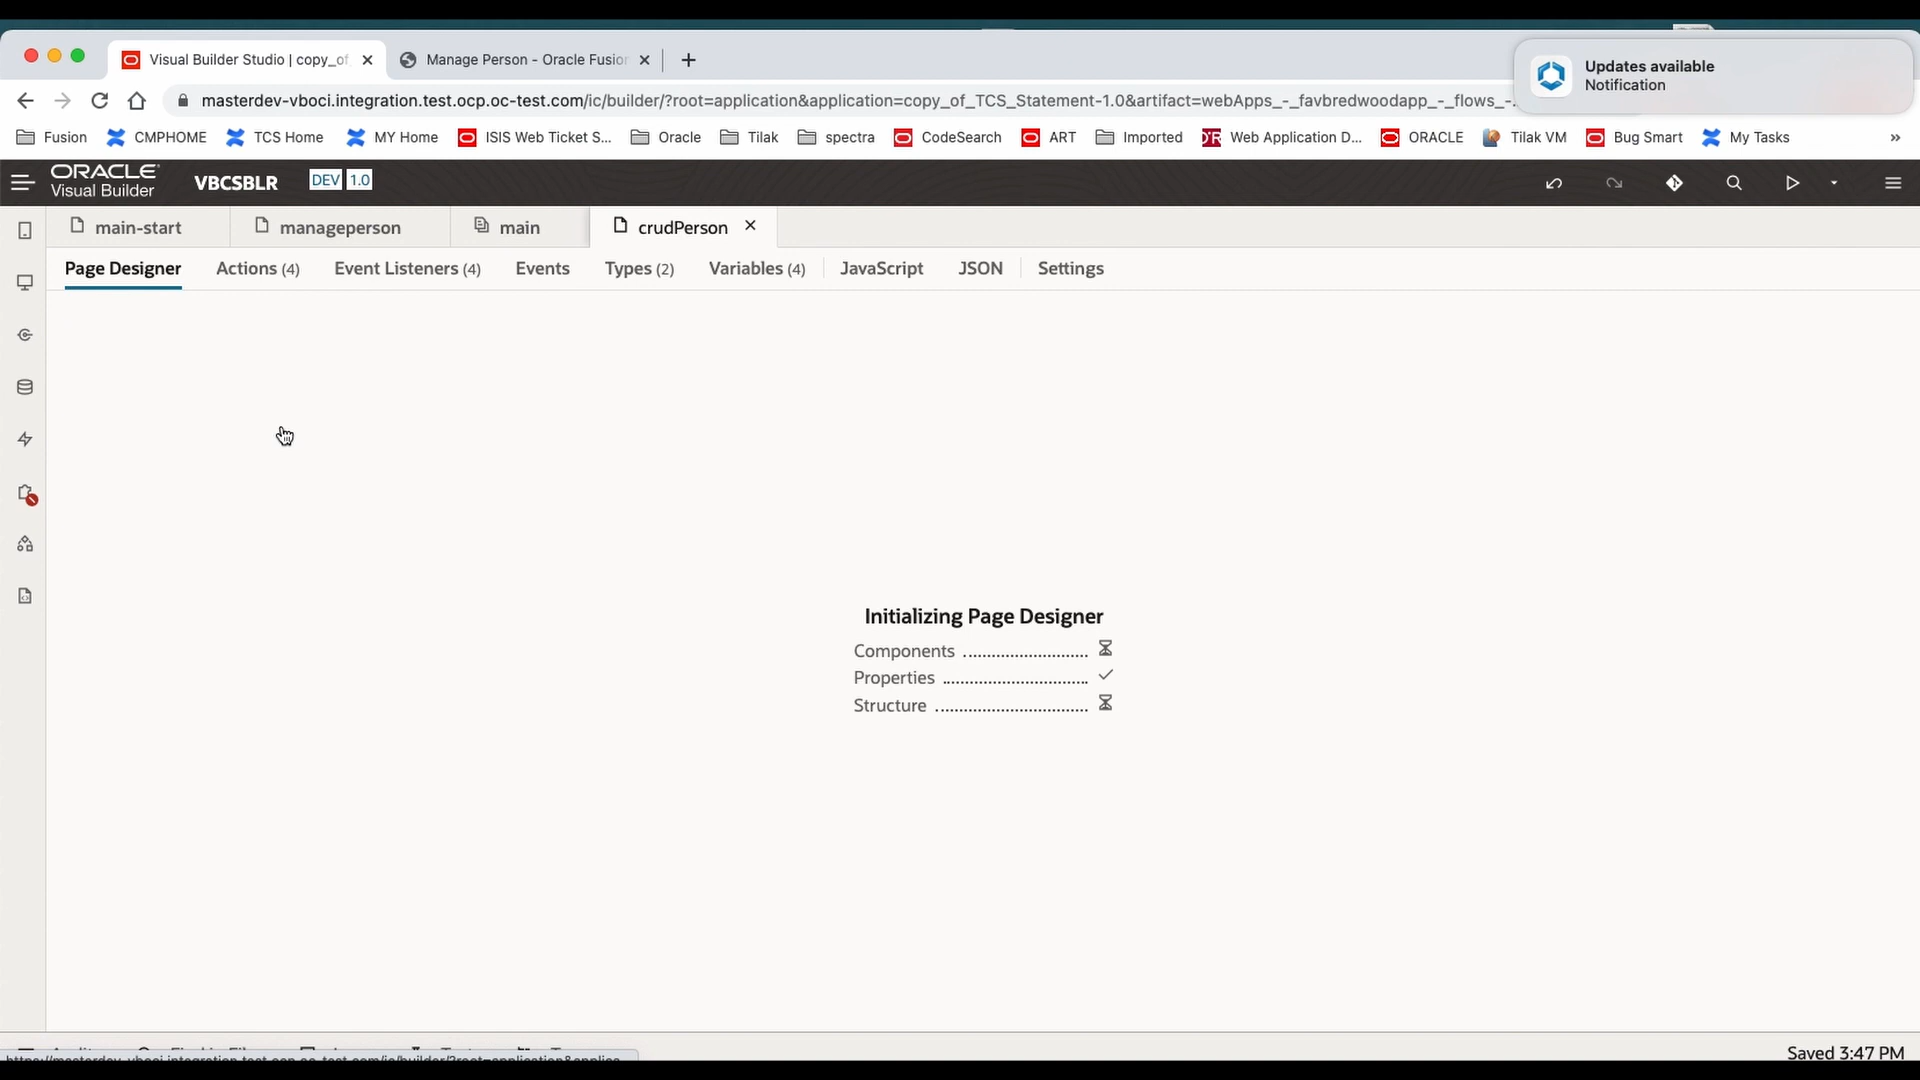 Visual Builder Studio | copy_of
Manage Person - Oracle Fusion
Updates available
Notification
masterdev-vboci.integration.test.ocp.oc-test.com/ic/builder/?root=application&application=copy_of_TCS_Statement-1.0&artifact=webApps_-_favbredwoodapp_-_flows_-.
Fusion
CMPHOME
TCS Home
MY Home
ISIS Web Ticket S...
Oracle
Tilak
spectra
CodeSearch
ART
Imported
Web Application D...
ORACLE
Tilak VM
Bug Smart
My Tasks
»
ORACLE
Visual Builder
VBCSBLR
DEV 1.0
main-start
manageperson
main
crudPerson
Page Designer
Actions (4)
Event Listeners (4)
Events
Types (2)
Variables (4)
JavaScript
JSON
Settings
Initializing Page Designer
Components
Properties
Structure
Saved 3:47 PM